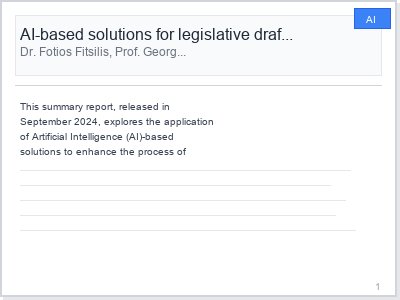 AI
AI-based solutions for legislative draf...
Dr. Fotios Fitsilis, Prof. Georg...
This summary report, released in
September 2024, explores the application
of Artificial Intelligence (AI)-based
solutions to enhance the process of
1